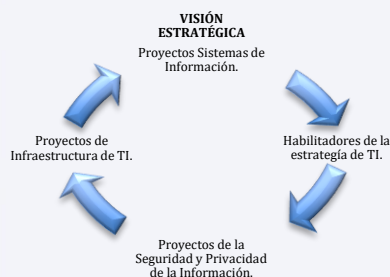 VISIÓN
ESTRATÉGICA
Proyectos Sistemas de
Información.
Habilitadores de la
estrategía de TI.
Proyectos de la
Seguridad y Privacidad
de la Información.
Proyectos de
Infraestructura de TI.